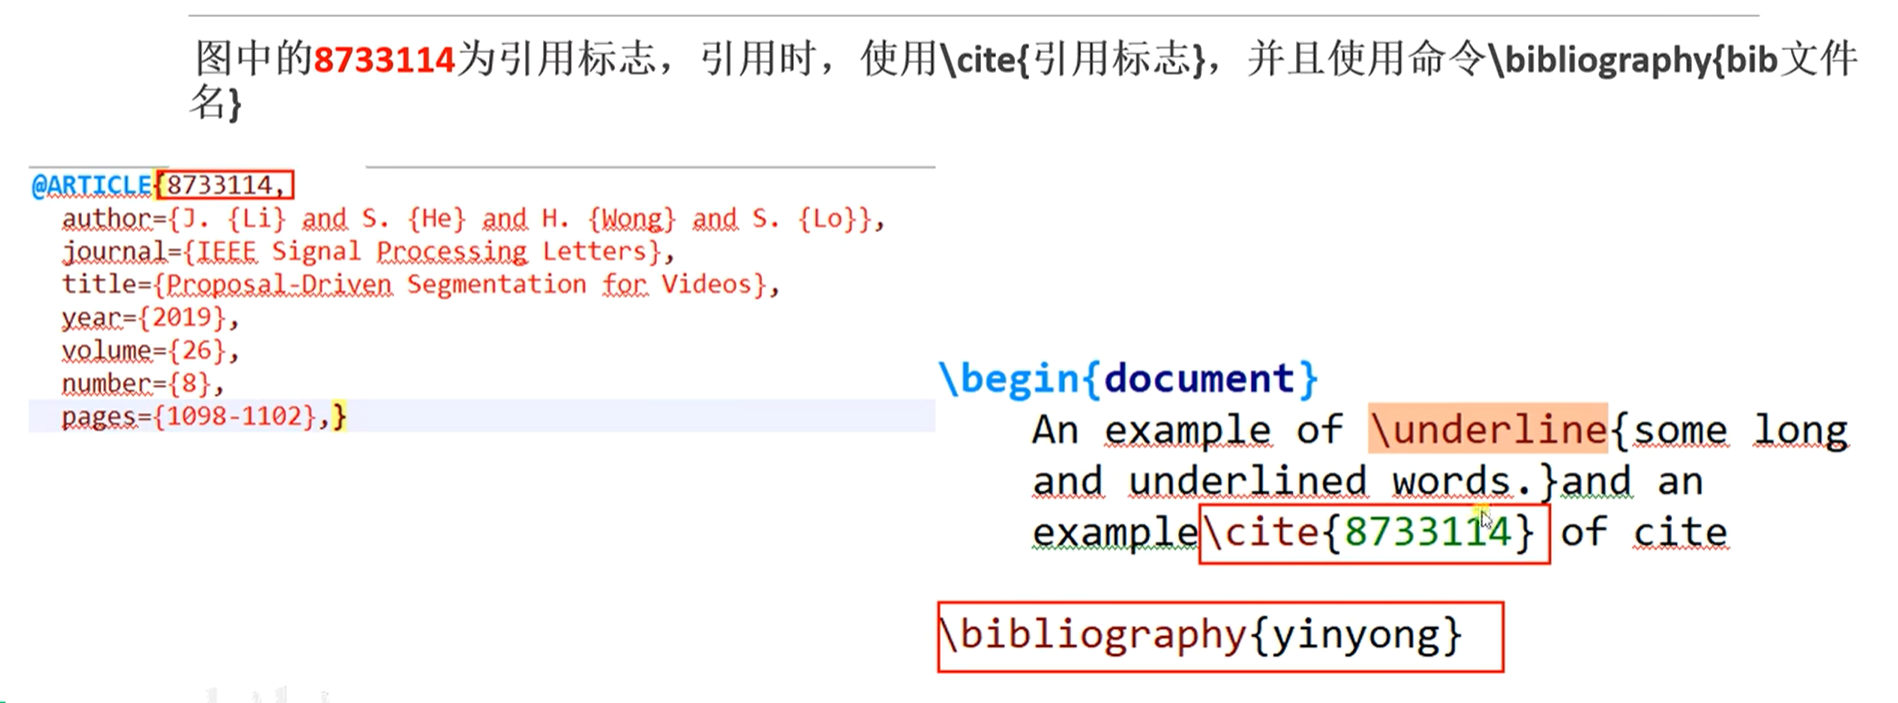 图中的8733114为引用标志，引用时，使用\cite{引用标志}，并且使用命令\bibliography{bib文件
名}
@ARTICLE{8733114,
author={J. {Li} and S. {He} and H. {Wong} and S. {Lo}},
journal={IEEE Signal Processing Letters},
title={Proposal-Driven Segmentation for Videos},
year={2019},
volume={26},
number={8},
pages={1098-1102},}
\begin{document}
An example of \underline{some long
and underlined words.}and an
example\cite{8733114} of cite
\bibliography{yinyong}